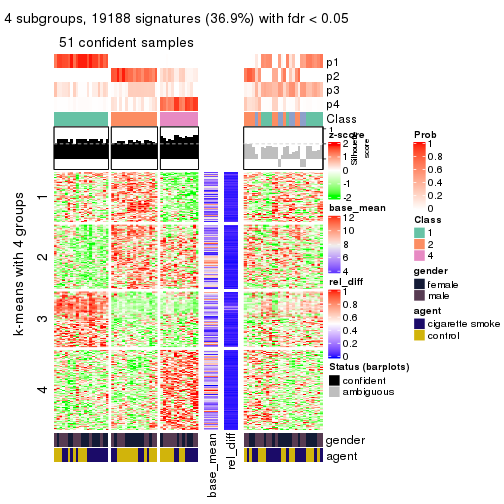 4 subgroups, 19188 signatures (36.9%) with fdr < 0.05
51 confident samples
p1
p2
p3
p4
Class
1
Silhouette
score
k-means with 4 groups
1
2
3
4
z-score
2
1
0
-1
-2
base_mean
12
10
8
6
4
rel_diff
1
0.8
0.6
0.4
0.2
0
Status (barplots)
confident
ambiguous
Prob
1
0.8
0.6
0.4
0.2
0
Class
1
2
4
gender
female
male
agent
cigarette smoke
control
gender
agent
base_mean
rel_diff